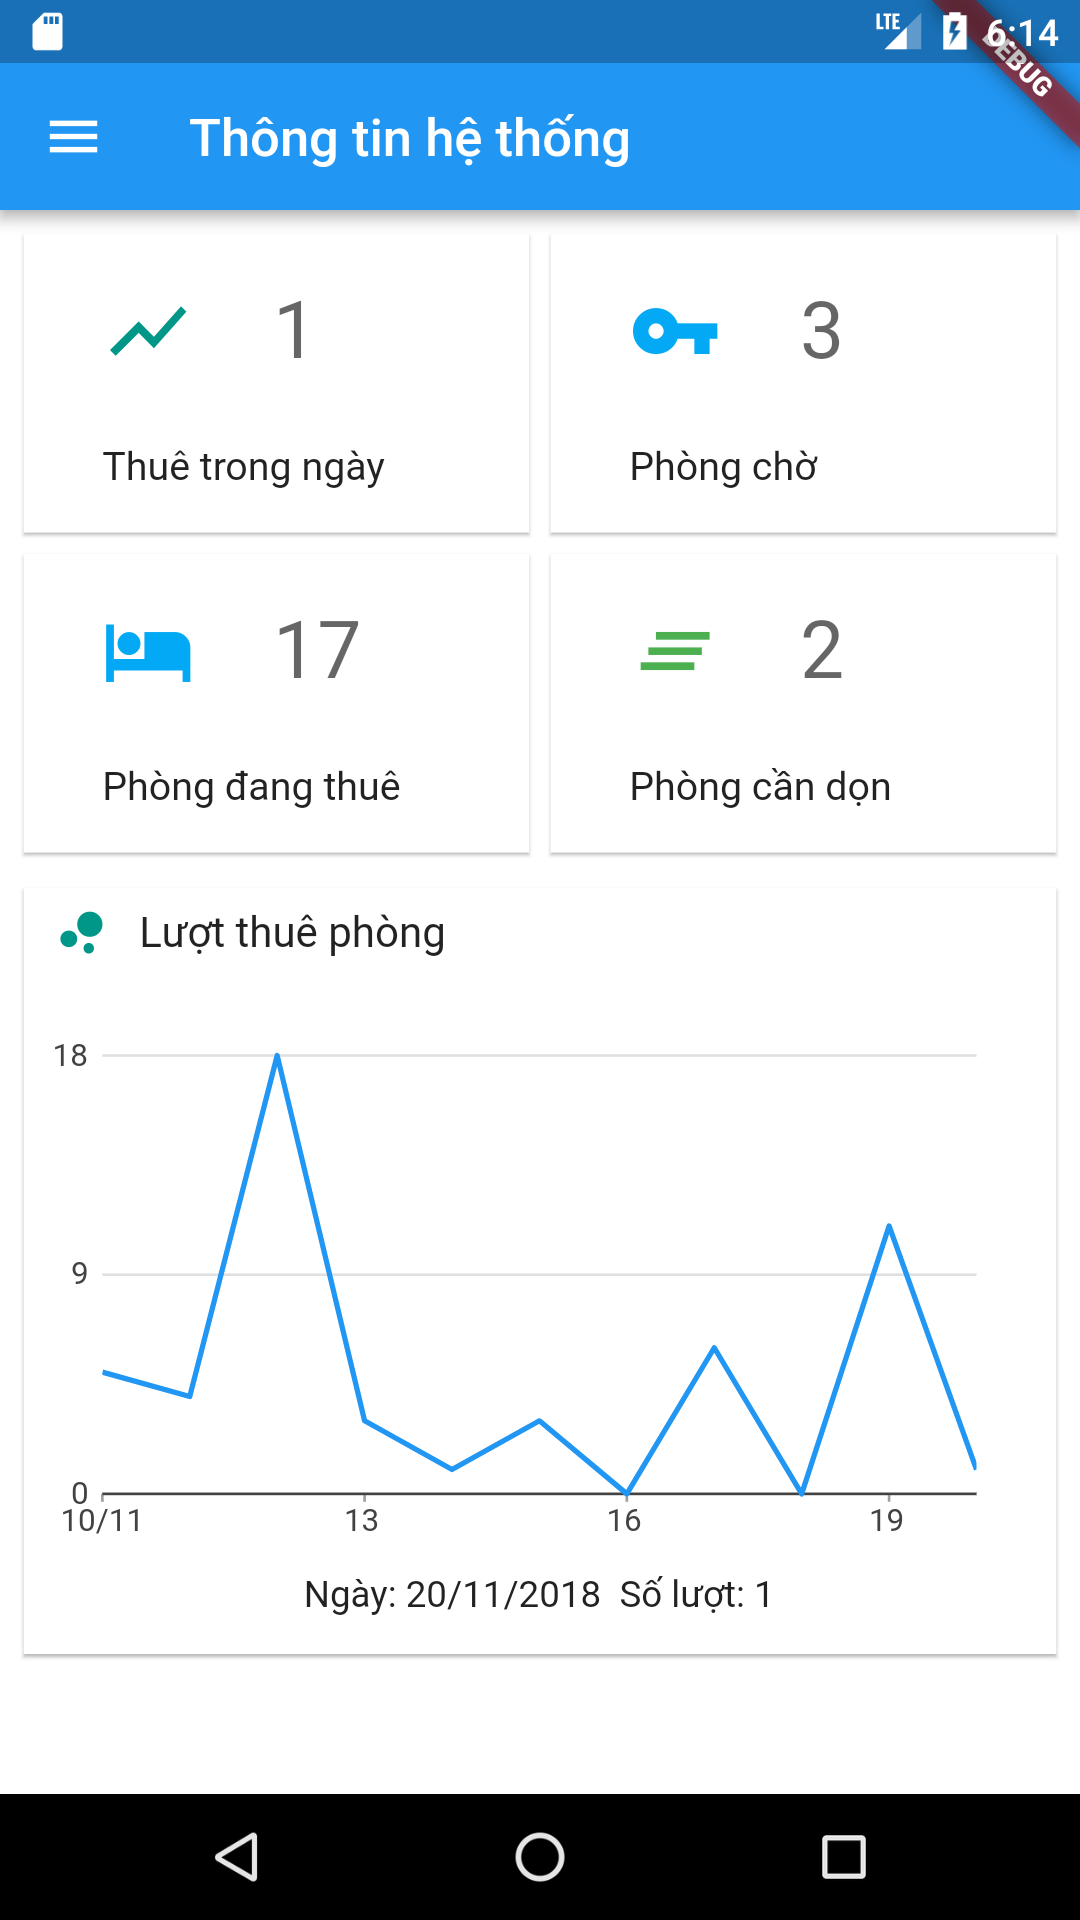 LTE 6:14
DEBUG
Thông tin hệ thống
1
3
Thuê trong ngày
Phòng chờ
17
2
Phòng đang thuê
Phòng cần dọn
Lượt thuê phòng
18
9
0
10/11 13 16 19
Ngày: 20/11/2018 Số lượt: 1